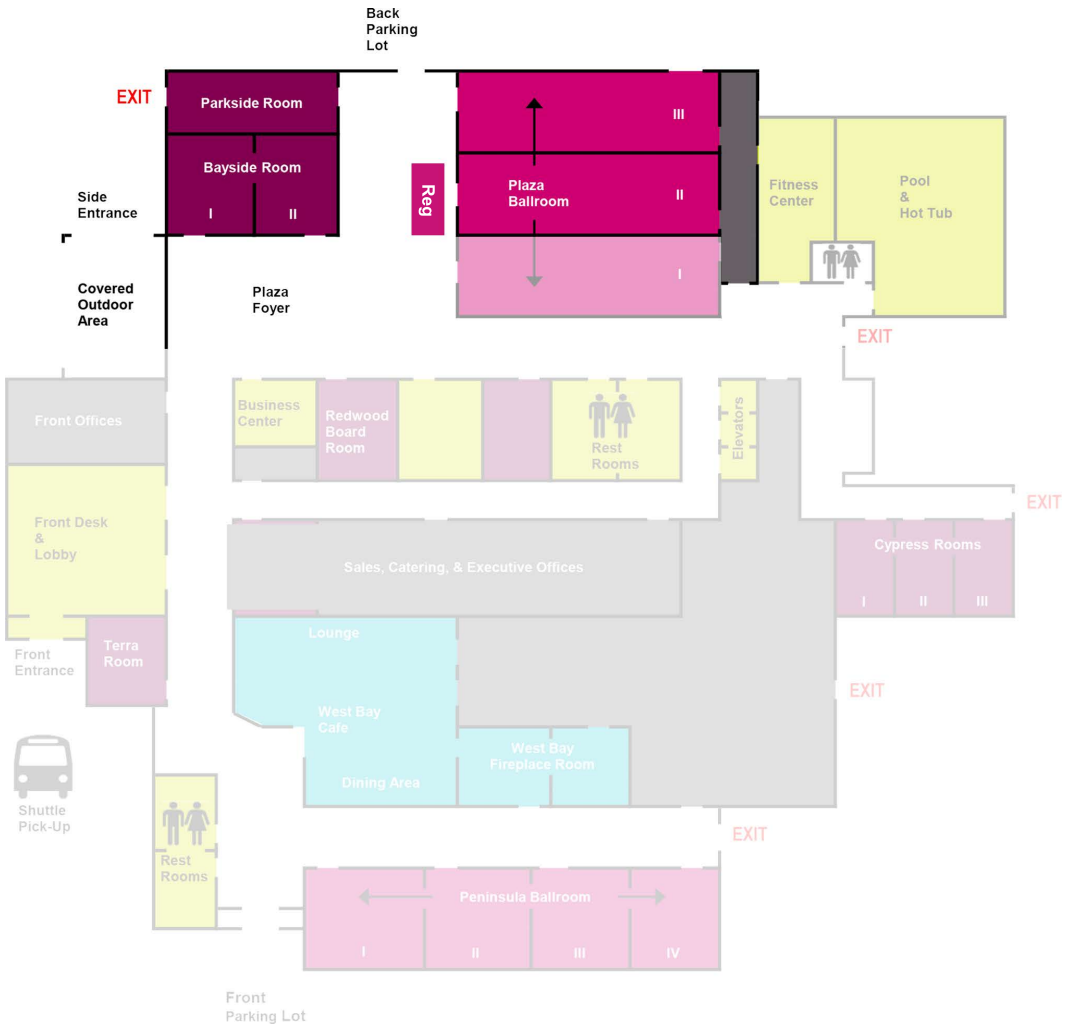 Back
Parking
Lot
EXIT
Parkside Room
III
Bayside Room
Reg
Plaza
Ballroom
II
Fitness
Center
Pool
&
Hot Tub
Side
Entrance
I
II
I
Covered
Outdoor
Area
Plaza
Foyer
EXIT
Front Offices
Business
Center
Redwood
Board
Room
Rest
Rooms
Elevators
EXIT
Front Desk
&
Lobby
Sales, Catering, & Executive Offices
Cypress Rooms
I
II
III
Front
Entrance
Terra
Room
Lounge
EXIT
West Bay
Cafe
West Bay
Fireplace Room
Dining Area
Shuttle
Pick-Up
EXIT
Rest
Rooms
Peninsula Ballroom
I
II
III
IV
Front
Parking Lot